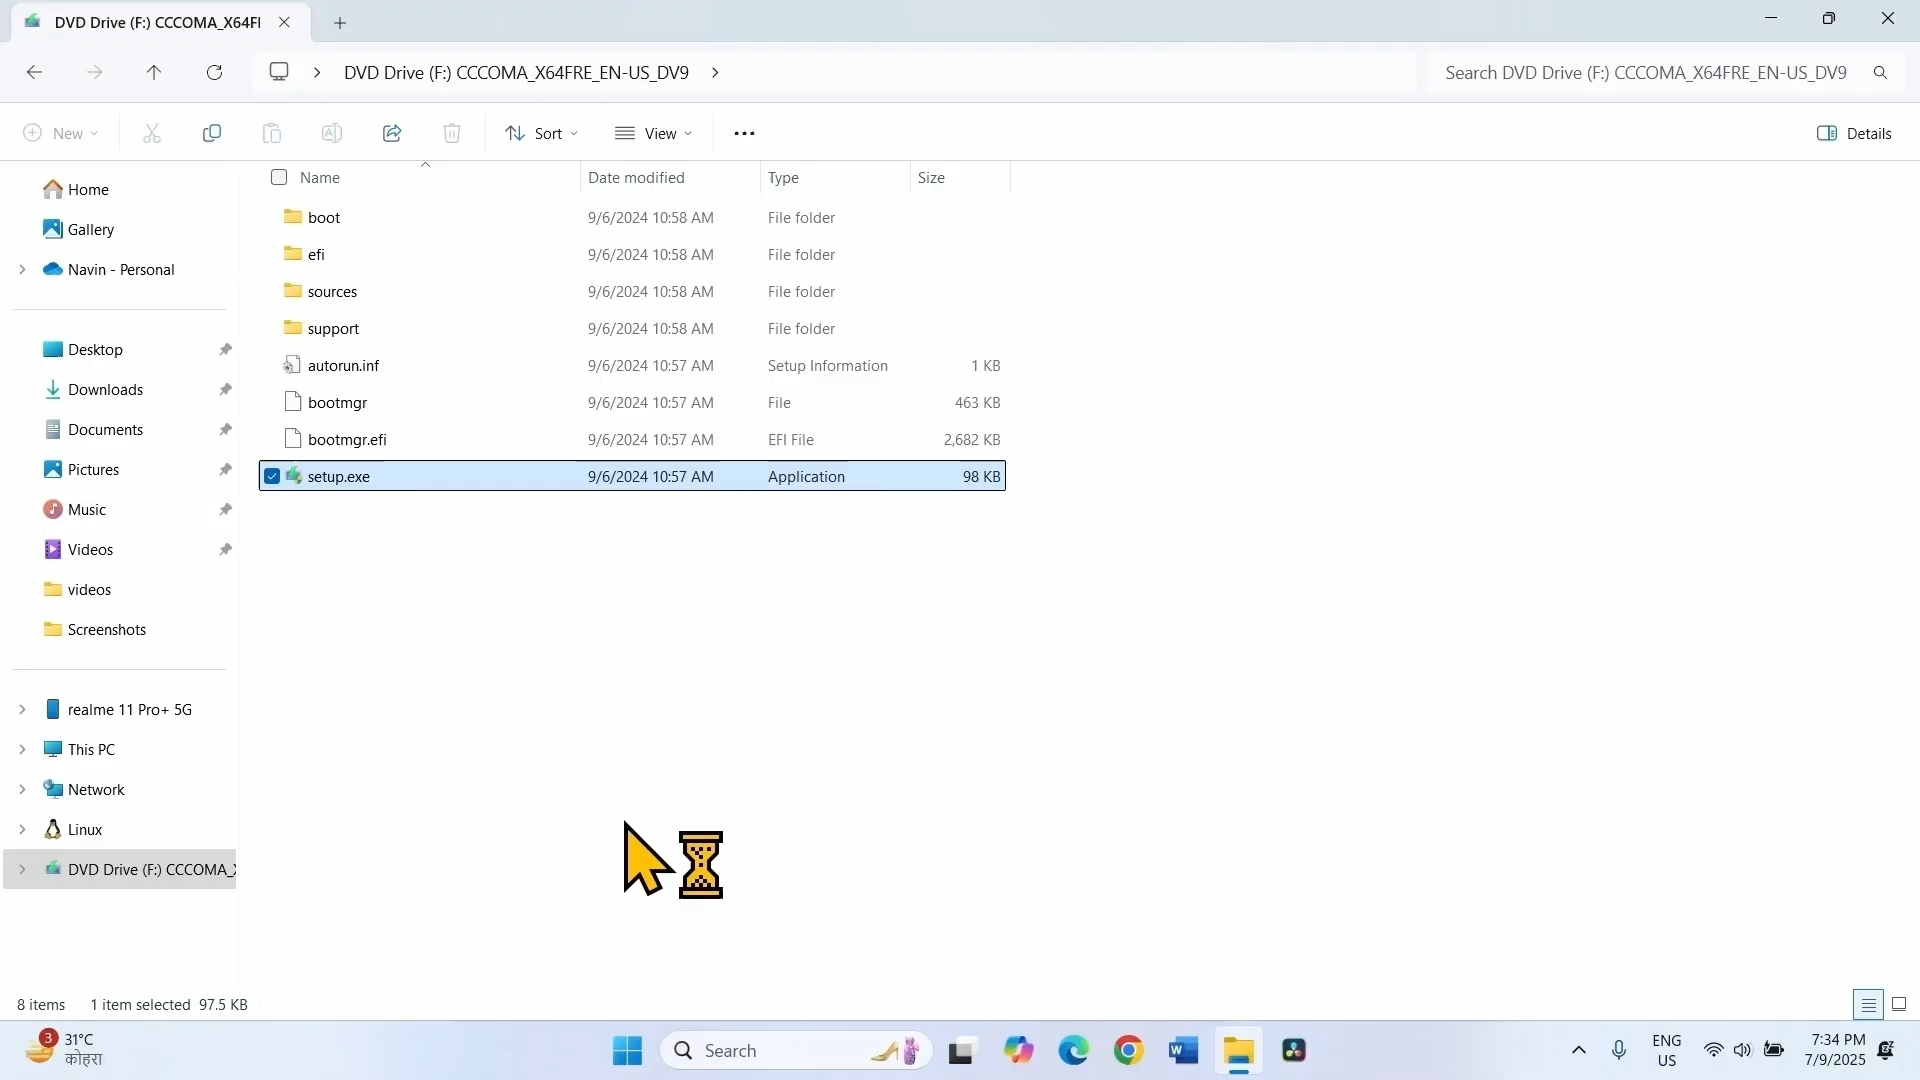 DVD Drive (F:) CCCOMA_X64FI
DVD Drive (F:) CCCOMA_X64FRE_EN-US_DV9
Search DVD Drive (F:) CCCOMA_X64FRE_EN-US_DV9
New
Sort
View
Details
Name Date modified Type Size
Home
Gallery
Navin - Personal
Desktop
Downloads
Documents
Pictures
Music
Videos
videos
Screenshots
realme 11 Pro+ 5G
This PC
Network
Linux
DVD Drive (F:) CCCOMA_X
boot 9/6/2024 10:58 AM File folder
efi 9/6/2024 10:58 AM File folder
sources 9/6/2024 10:58 AM File folder
support 9/6/2024 10:58 AM File folder
autorun.inf 9/6/2024 10:57 AM Setup Information 1 KB
bootmgr 9/6/2024 10:57 AM File 463 KB
bootmgr.efi 9/6/2024 10:57 AM EFI File 2,682 KB
setup.exe 9/6/2024 10:57 AM Application 98 KB
8 items 1 item selected 97.5 KB
3
31°C
कोहरा
Search
ENG
US
7:34 PM
7/9/2025